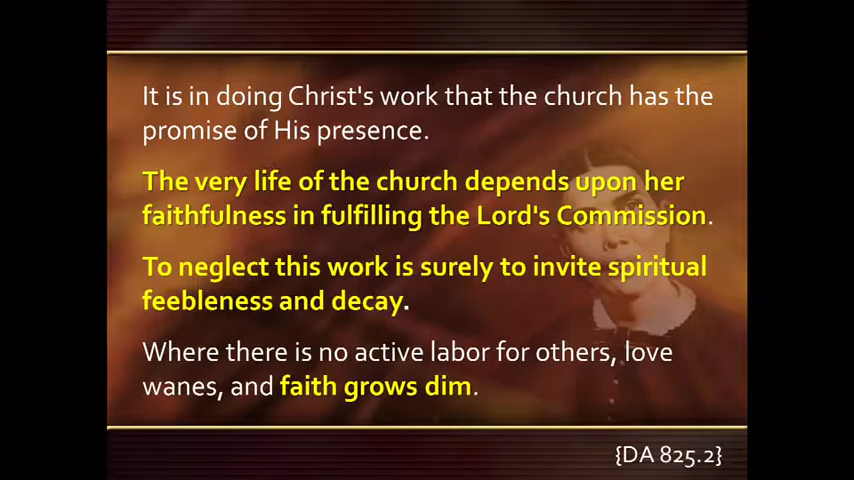 It is in doing Christ's work that the church has the
promise of His presence.
The very life of the church depends upon her
faithfulness in fulfilling the Lord's Commission.
To neglect this work is surely to invite spiritual
feebleness and decay.
Where there is no active labor for others, love
wanes, and faith grows dim.
{DA 825.2}